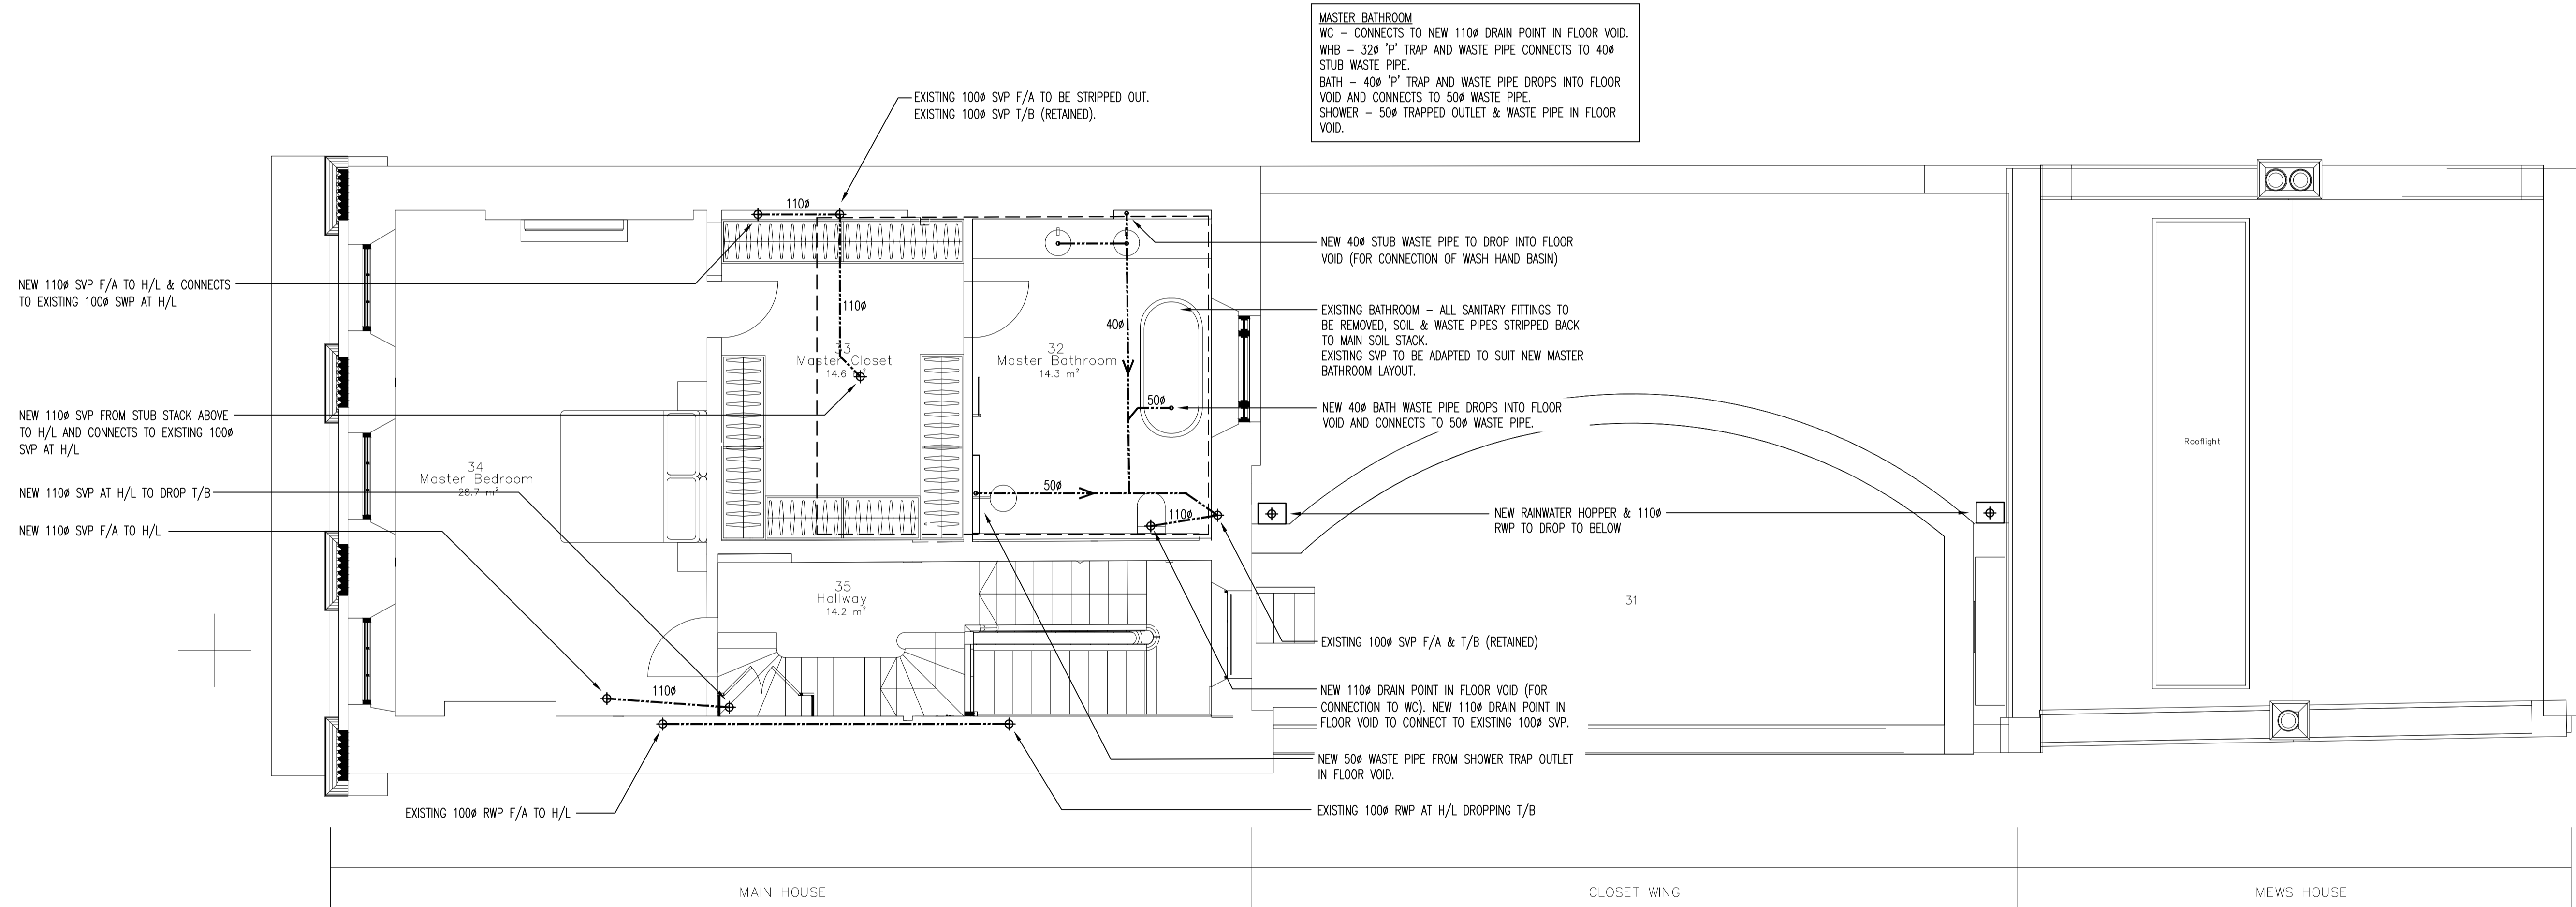 MASTER BATHROOM
WC – CONNECTS TO NEW 110ø DRAIN POINT IN FLOOR VOID.
WHB – 32ø 'P' TRAP AND WASTE PIPE CONNECTS TO 40ø
STUB WASTE PIPE.
BATH – 40ø 'P' TRAP AND WASTE PIPE DROPS INTO FLOOR
VOID AND CONNECTS TO 50ø WASTE PIPE.
SHOWER – 50ø TRAPPED OUTLET & WASTE PIPE IN FLOOR
VOID.
EXISTING 100ø SVP F/A TO BE STRIPPED OUT.
EXISTING 100ø SVP T/B (RETAINED).
110ø
NEW 40ø STUB WASTE PIPE TO DROP INTO FLOOR
VOID (FOR CONNECTION OF WASH HAND BASIN)
NEW 110ø SVP F/A TO H/L & CONNECTS
TO EXISTING 100ø SWP AT H/L
110ø
40ø
EXISTING BATHROOM – ALL SANITARY FITTINGS TO
BE REMOVED, SOIL & WASTE PIPES STRIPPED BACK
TO MAIN SOIL STACK.
EXISTING SVP TO BE ADAPTED TO SUIT NEW MASTER
BATHROOM LAYOUT.
33
Master Closet
14.6 m²
32
Master Bathroom
14.3 m²
50ø
NEW 40ø BATH WASTE PIPE DROPS INTO FLOOR
VOID AND CONNECTS TO 50ø WASTE PIPE.
NEW 110ø SVP FROM STUB STACK ABOVE
TO H/L AND CONNECTS TO EXISTING 100ø
SVP AT H/L
Rooflight
34
Master Bedroom
28.7 m²
NEW 110ø SVP AT H/L TO DROP T/B
50ø
110ø
NEW RAINWATER HOPPER & 110ø
RWP TO DROP TO BELOW
NEW 110ø SVP F/A TO H/L
35
Hallway
14.2 m²
31
EXISTING 100ø SVP F/A & T/B (RETAINED)
110ø
NEW 110ø DRAIN POINT IN FLOOR VOID (FOR
CONNECTION TO WC). NEW 110ø DRAIN POINT IN
FLOOR VOID TO CONNECT TO EXISTING 100ø SVP.
NEW 50ø WASTE PIPE FROM SHOWER TRAP OUTLET
IN FLOOR VOID.
EXISTING 100ø RWP F/A TO H/L
EXISTING 100ø RWP AT H/L DROPPING T/B
MAIN HOUSE
CLOSET WING
MEWS HOUSE